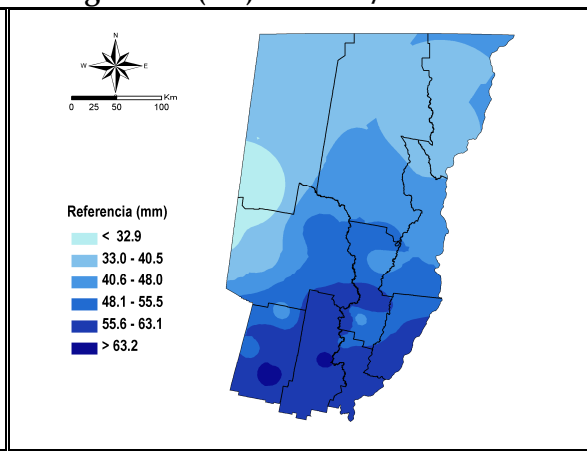 N
W E
S
Km
0 25 50 100
Referencia (mm)
< 32.9
33.0 - 40.5
40.6 - 48.0
48.1 - 55.5
55.6 - 63.1
> 63.2